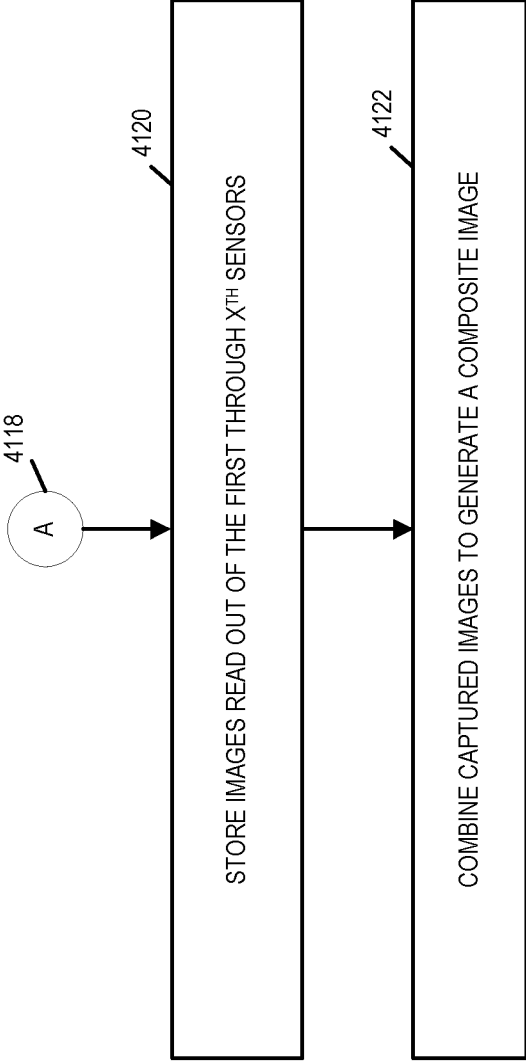 4118
A
4120
STORE IMAGES READ OUT OF THE FIRST THROUGH Xᵀᴴ SENSORS
4122
COMBINE CAPTURED IMAGES TO GENERATE A COMPOSITE IMAGE